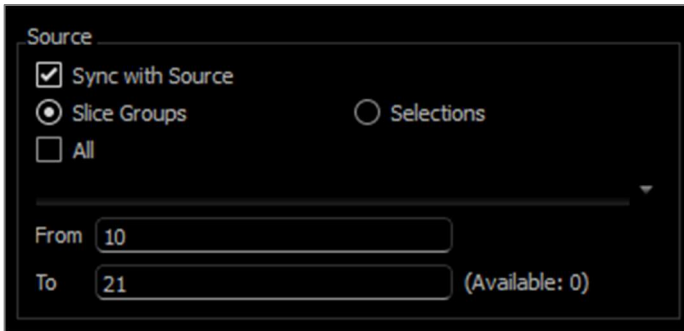 Source
Sync with Source
Slice Groups Selections
All
From 10
To 21 (Available: 0)